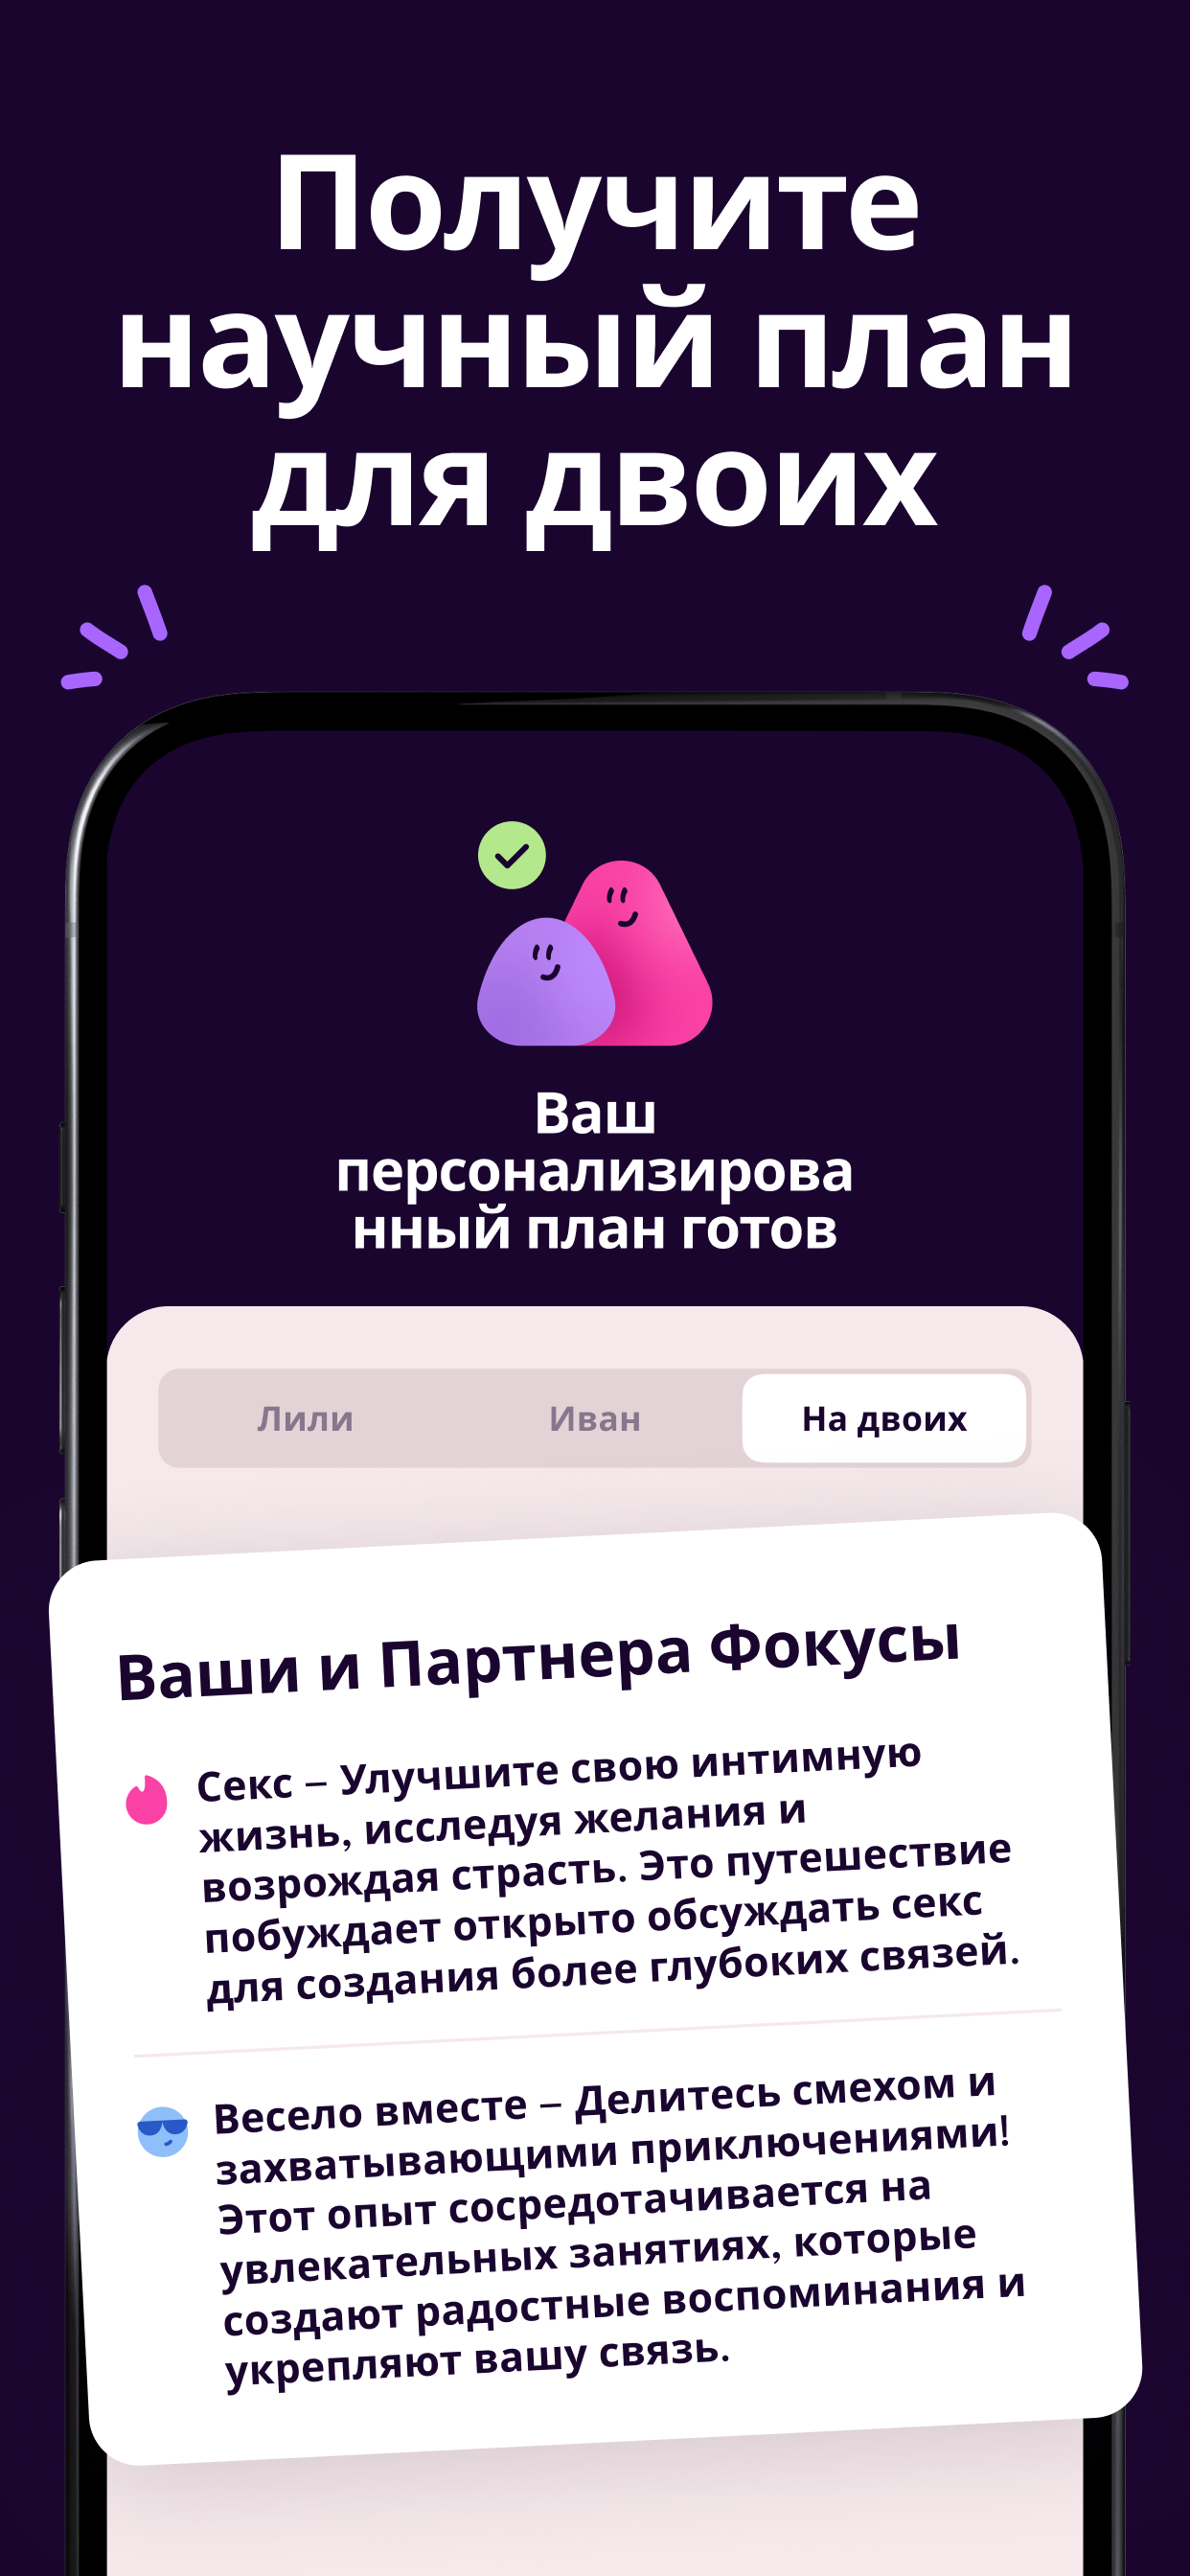 Получите
научный план
для двоих
Ваш
персонализирова
нный план готов
Лили
Иван
На двоих
Ваши и Партнера Фокусы
Секс – Улучшите свою интимную
жизнь, исследуя желания и
возрождая страсть. Это путешествие
побуждает открыто обсуждать секс
для создания более глубоких связей.
Весело вместе – Делитесь смехом и
захватывающими приключениями!
Этот опыт сосредотачивается на
увлекательных занятиях, которые
создают радостные воспоминания и
укрепляют вашу связь.